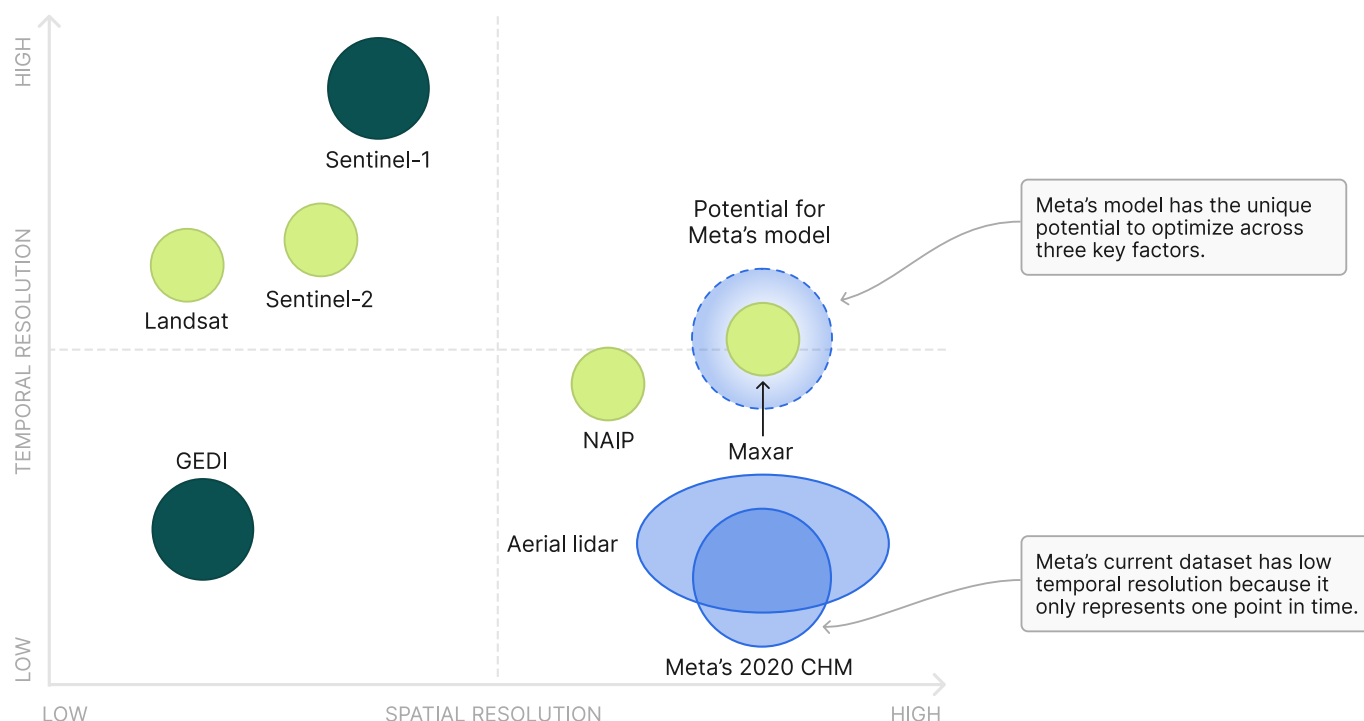 HIGH
Sentinel-1
Potential for
Meta’s model
Meta’s model has the unique
potential to optimize across
three key factors.
Sentinel-2
Landsat
TEMPORAL RESOLUTION
NAIP
Maxar
GEDI
Aerial lidar
Meta’s current dataset has low
temporal resolution because it
only represents one point in time.
Meta’s 2020 CHM
LOW
LOW
SPATIAL RESOLUTION
HIGH